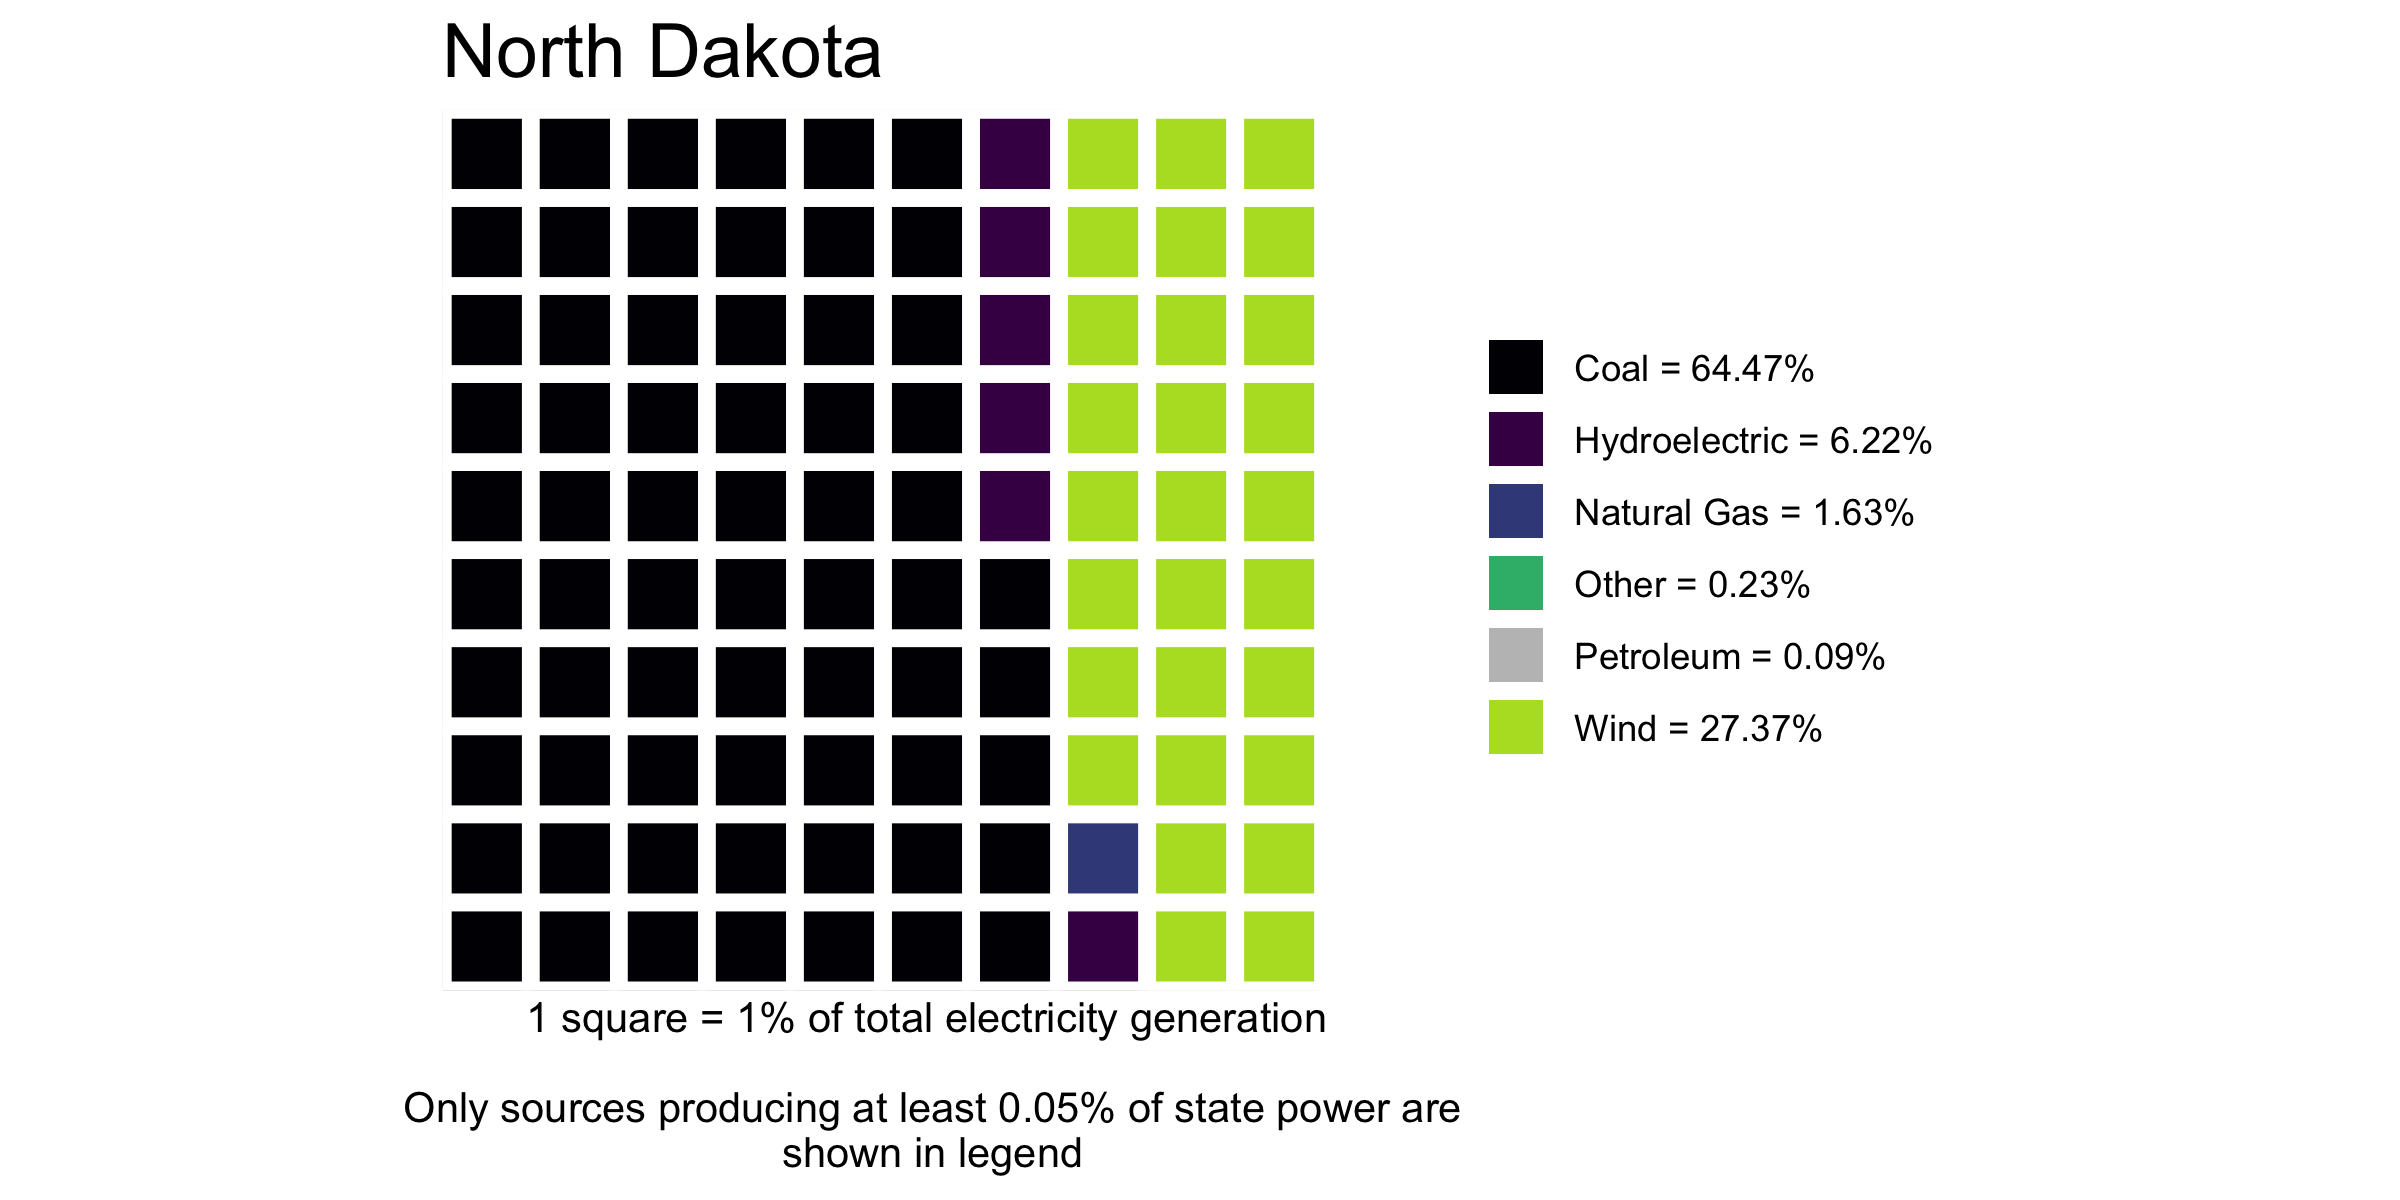 North Dakota
Coal = 64.47%
Hydroelectric = 6.22%
Natural Gas = 1.63%
Other = 0.23%
Petroleum = 0.09%
Wind = 27.37%
1 square = 1% of total electricity generation
Only sources producing at least 0.05% of state power are
shown in legend